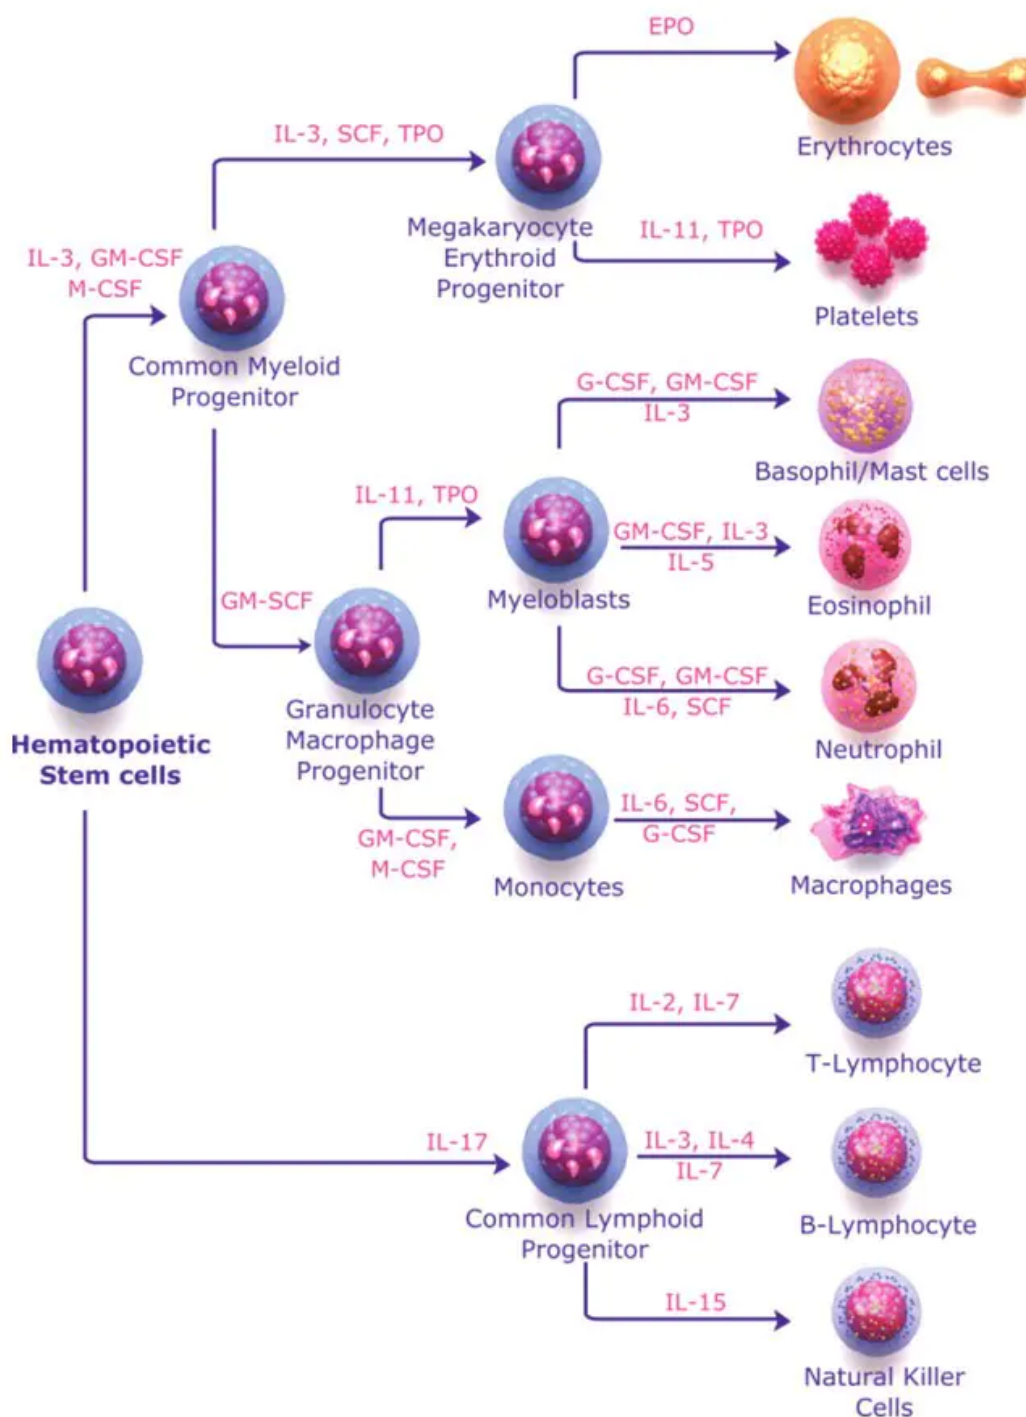 EPO
Erythrocytes
IL-3, SCF, TPO
Megakaryocyte
Erythroid
Progenitor
IL-11, TPO
Platelets
IL-3, GM-CSF
M-CSF
Common Myeloid
Progenitor
G-CSF, GM-CSF
IL-3
Basophil/Mast cells
IL-11, TPO
Myeloblasts
GM-CSF, IL-3
IL-5
Eosinophil
GM-SCF
Granulocyte
Macrophage
Progenitor
G-CSF, GM-CSF
IL-6, SCF
Neutrophil
Hematopoietic
Stem cells
GM-CSF,
M-CSF
Monocytes
IL-6, SCF,
G-CSF
Macrophages
IL-2, IL-7
T-Lymphocyte
IL-17
Common Lymphoid
Progenitor
IL-3, IL-4
IL-7
B-Lymphocyte
IL-15
Natural Killer
Cells